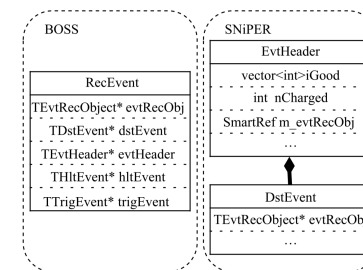 BOSS
RecEvent
TEvtRecObject* evtRecObj
TDstEvent* dstEvent
TEvtHeader* evtHeader
THltEvent* hltEvent
TTrigEvent* trigEvent
SNiPER
EvtHeader
vector<int>iGood
int nCharged
SmartRef m_evtRecObj
...
DstEvent
TEvtRecObject* evtRecOb
...